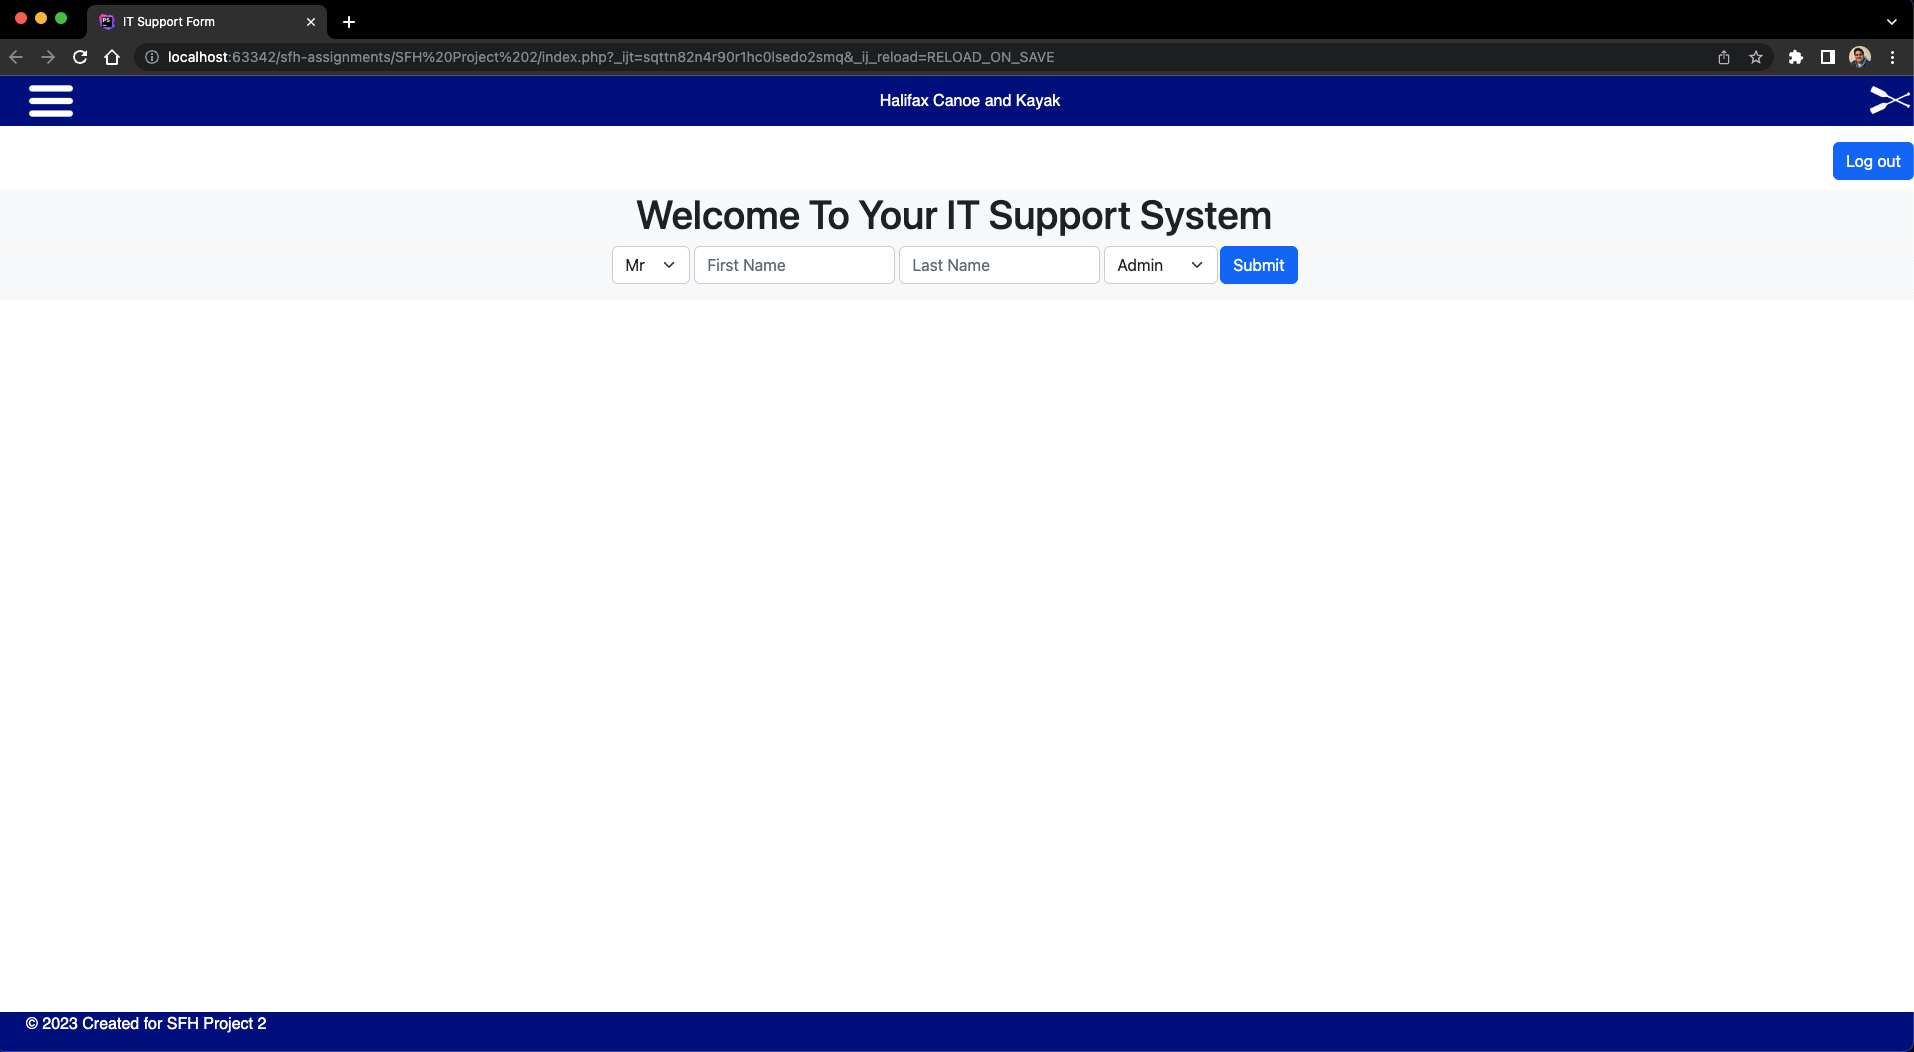 IT Support Form
localhost:63342/sfh-assignments/SFH%20Project%202/index.php?_ijt=sqttn82n4r90r1hc0lsedo2smq&_ij_reload=RELOAD_ON_SAVE
Halifax Canoe and Kayak
Log out
Welcome To Your IT Support System
Mr First Name Last Name Admin Submit
© 2023 Created for SFH Project 2